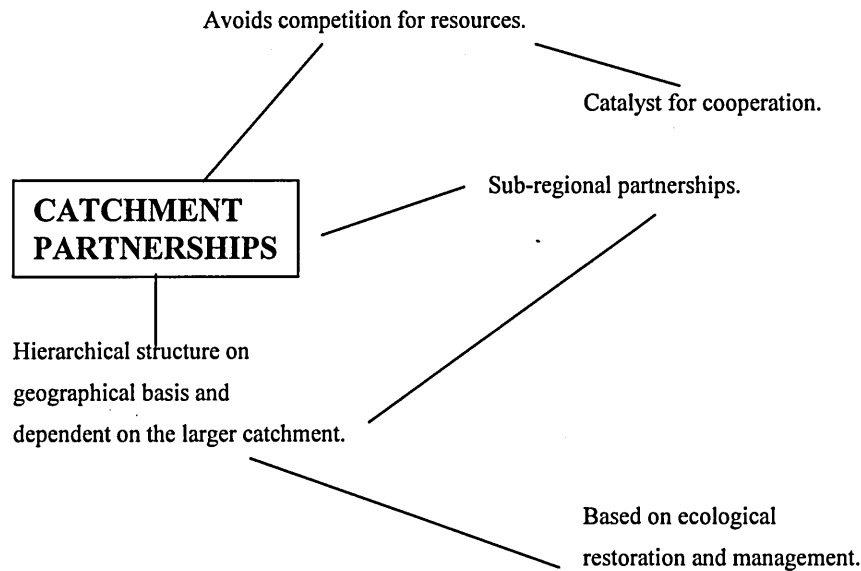 Avoids competition for resources.
Catalyst for cooperation.
Sub-regional partnerships.
CATCHMENT
PARTNERSHIPS
Hierarchical structure on
geographical basis and
dependent on the larger catchment.
Based on ecological
restoration and management.